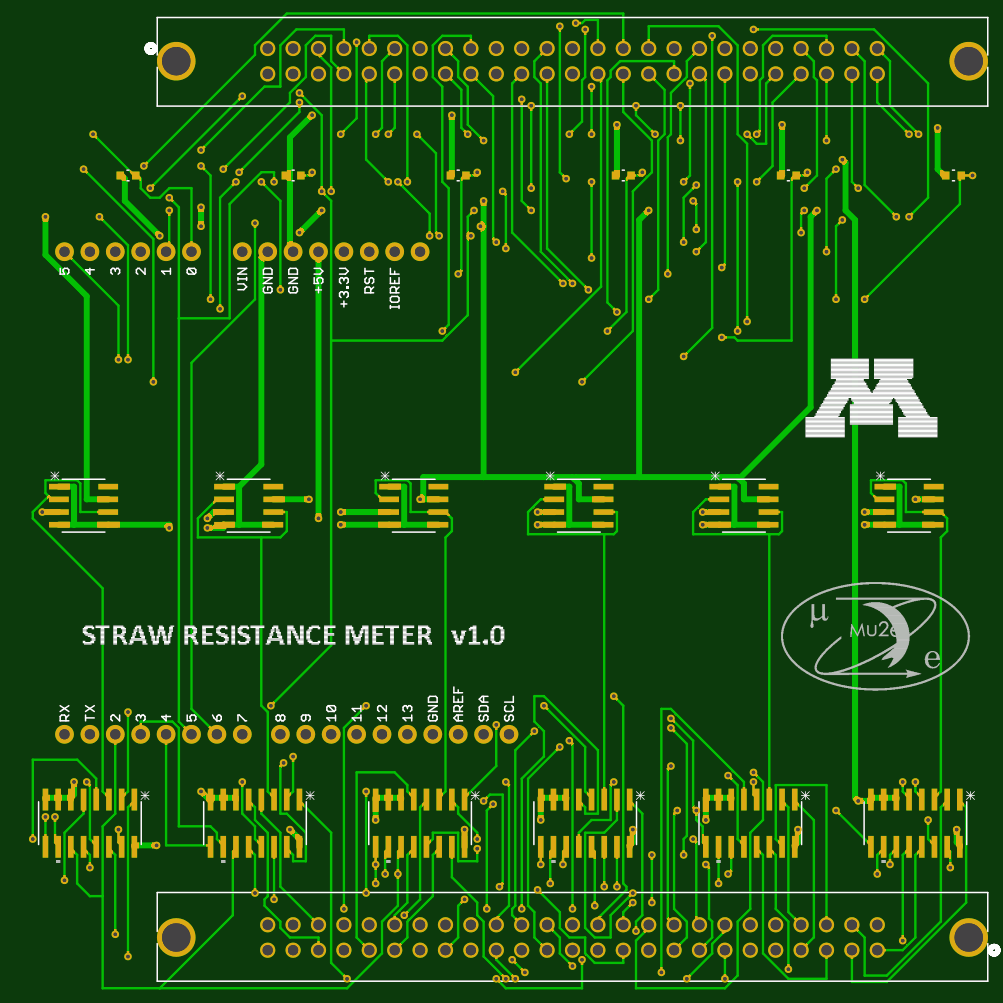 5 4 3 2 1 0 VIN GND GND +5V +3.3V RST IOREF
μ
Mu2e
e
STRAW RESISTANCE METER v1.0
RX TX 2 3 4 5 6 7 8 9 10 11 12 13 GND AREF SDA SCL